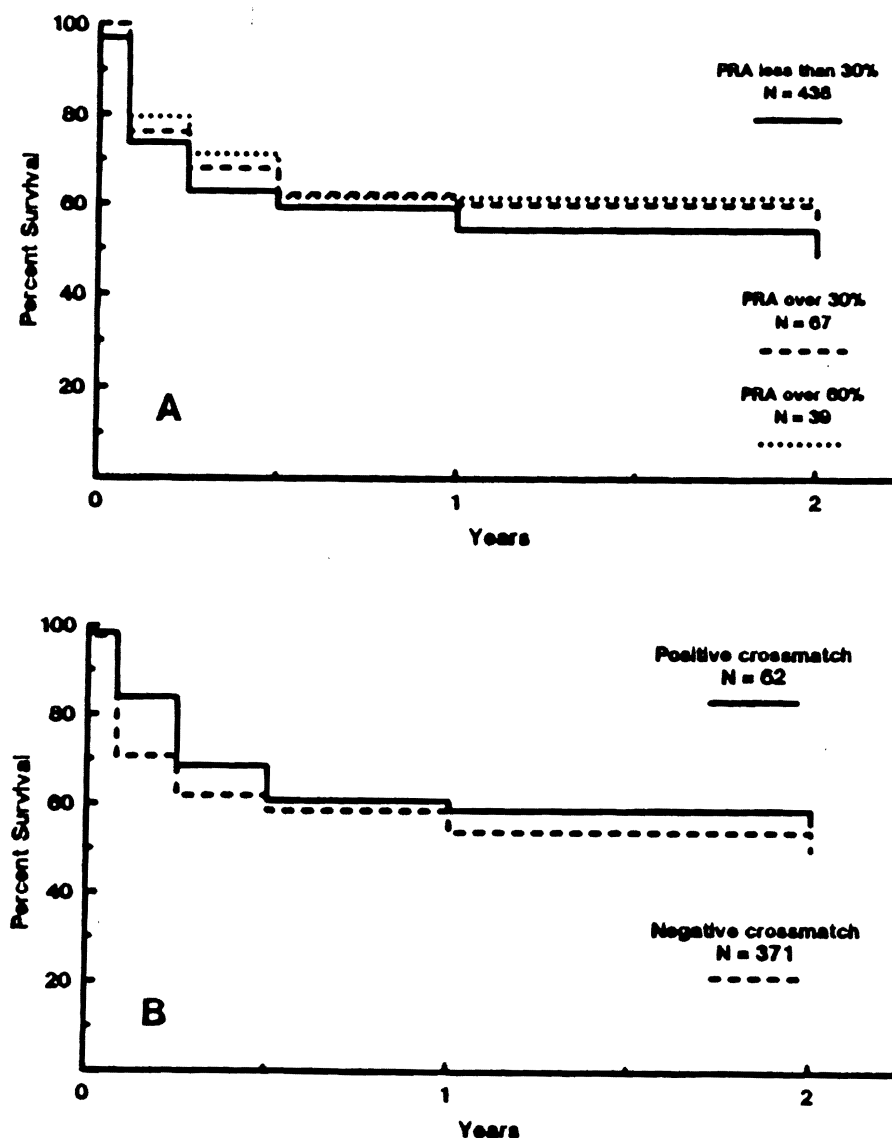 100
80
60
40
20
Percent Survival
A
PRA less than 30%
N = 438
PRA over 30%
N = 67
PRA over 60%
N = 39
0
1
2
Years
100
80
60
40
20
Percent Survival
B
Positive crossmatch
N = 62
Negative crossmatch
N = 371
0
1
2
Years